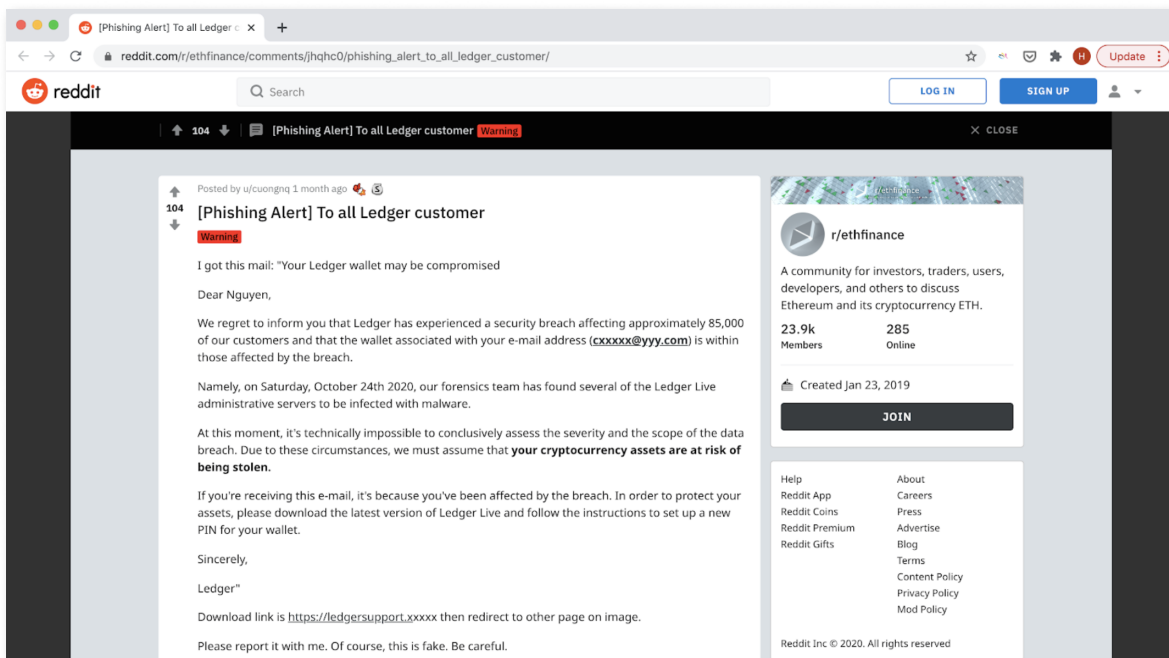 [Phishing Alert] To all Ledger c
reddit.com/r/ethfinance/comments/jhqhc0/phishing_alert_to_all_ledger_customer/
H
Update
reddit
Search
LOG IN
SIGN UP
104
[Phishing Alert] To all Ledger customer
Warning
CLOSE
Posted by u/cuongnq 1 month ago
104
[Phishing Alert] To all Ledger customer
Warning
I got this mail: "Your Ledger wallet may be compromised
Dear Nguyen,
We regret to inform you that Ledger has experienced a security breach affecting approximately 85,000
of our customers and that the wallet associated with your e-mail address (cxxxxx@yyy.com) is within
those affected by the breach.
Namely, on Saturday, October 24th 2020, our forensics team has found several of the Ledger Live
administrative servers to be infected with malware.
At this moment, it's technically impossible to conclusively assess the severity and the scope of the data
breach. Due to these circumstances, we must assume that your cryptocurrency assets are at risk of
being stolen.
If you're receiving this e-mail, it's because you've been affected by the breach. In order to protect your
assets, please download the latest version of Ledger Live and follow the instructions to set up a new
PIN for your wallet.
Sincerely,
Ledger"
Download link is https://ledgersupport.xxxxx then redirect to other page on image.
Please report it with me. Of course, this is fake. Be careful.
r/ethfinance
r/ethfinance
A community for investors, traders, users,
developers, and others to discuss
Ethereum and its cryptocurrency ETH.
23.9k 285
Members Online
Created Jan 23, 2019
JOIN
Help About
Reddit App Careers
Reddit Coins Press
Reddit Premium Advertise
Reddit Gifts Blog
Terms
Content Policy
Privacy Policy
Mod Policy
Reddit Inc © 2020. All rights reserved